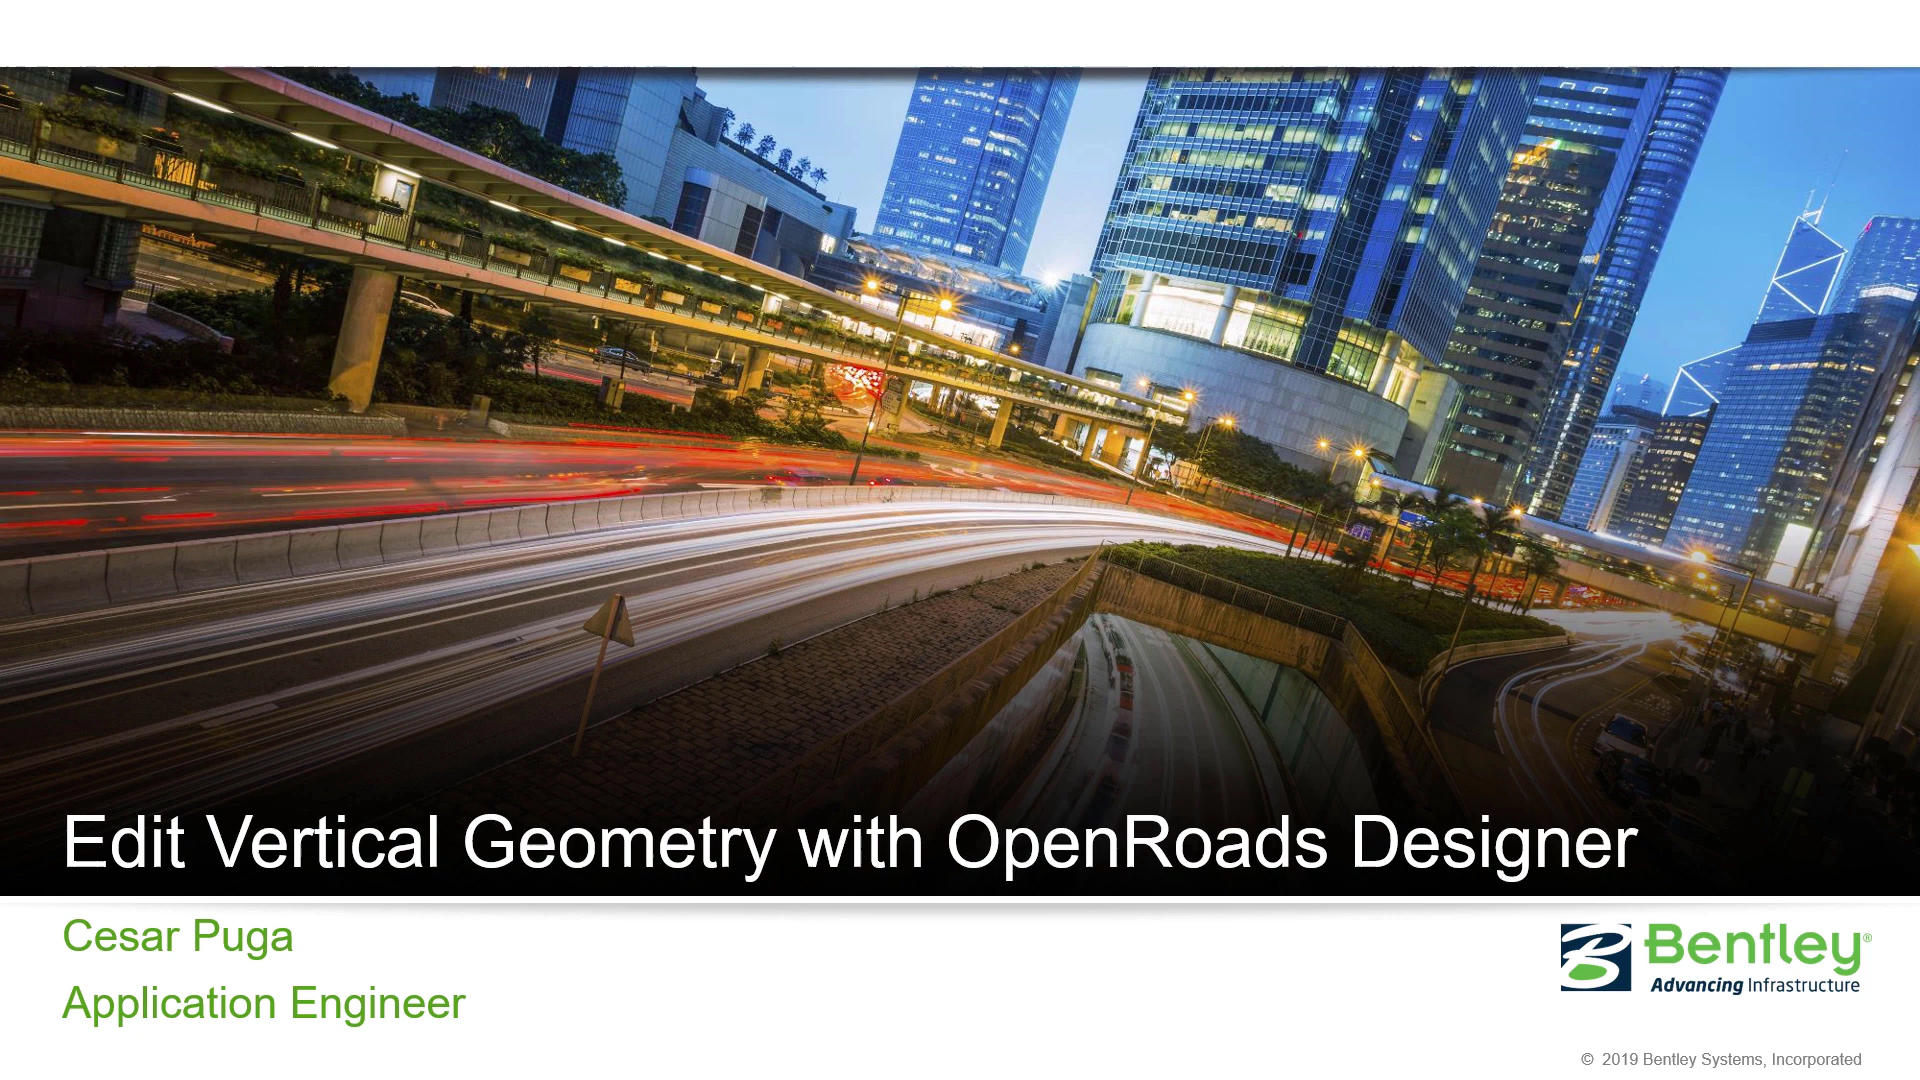 Edit Vertical Geometry with OpenRoads Designer
Cesar Puga
Application Engineer
Bentley®
Advancing Infrastructure
© 2019 Bentley Systems, Incorporated